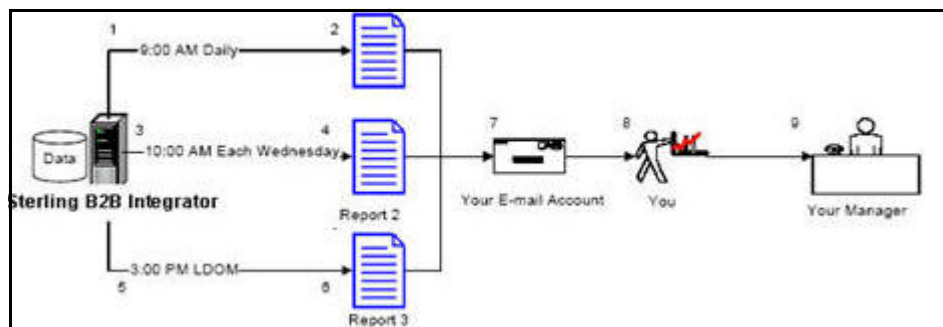 1
2
9:00 AM Daily
3
4
7
8
9
Data
10:00 AM Each Wednesday
Sterling B2B Integrator
Report 2
Your E-mail Account
You
Your Manager
3:00 PM LDOM
5
6
Report 3